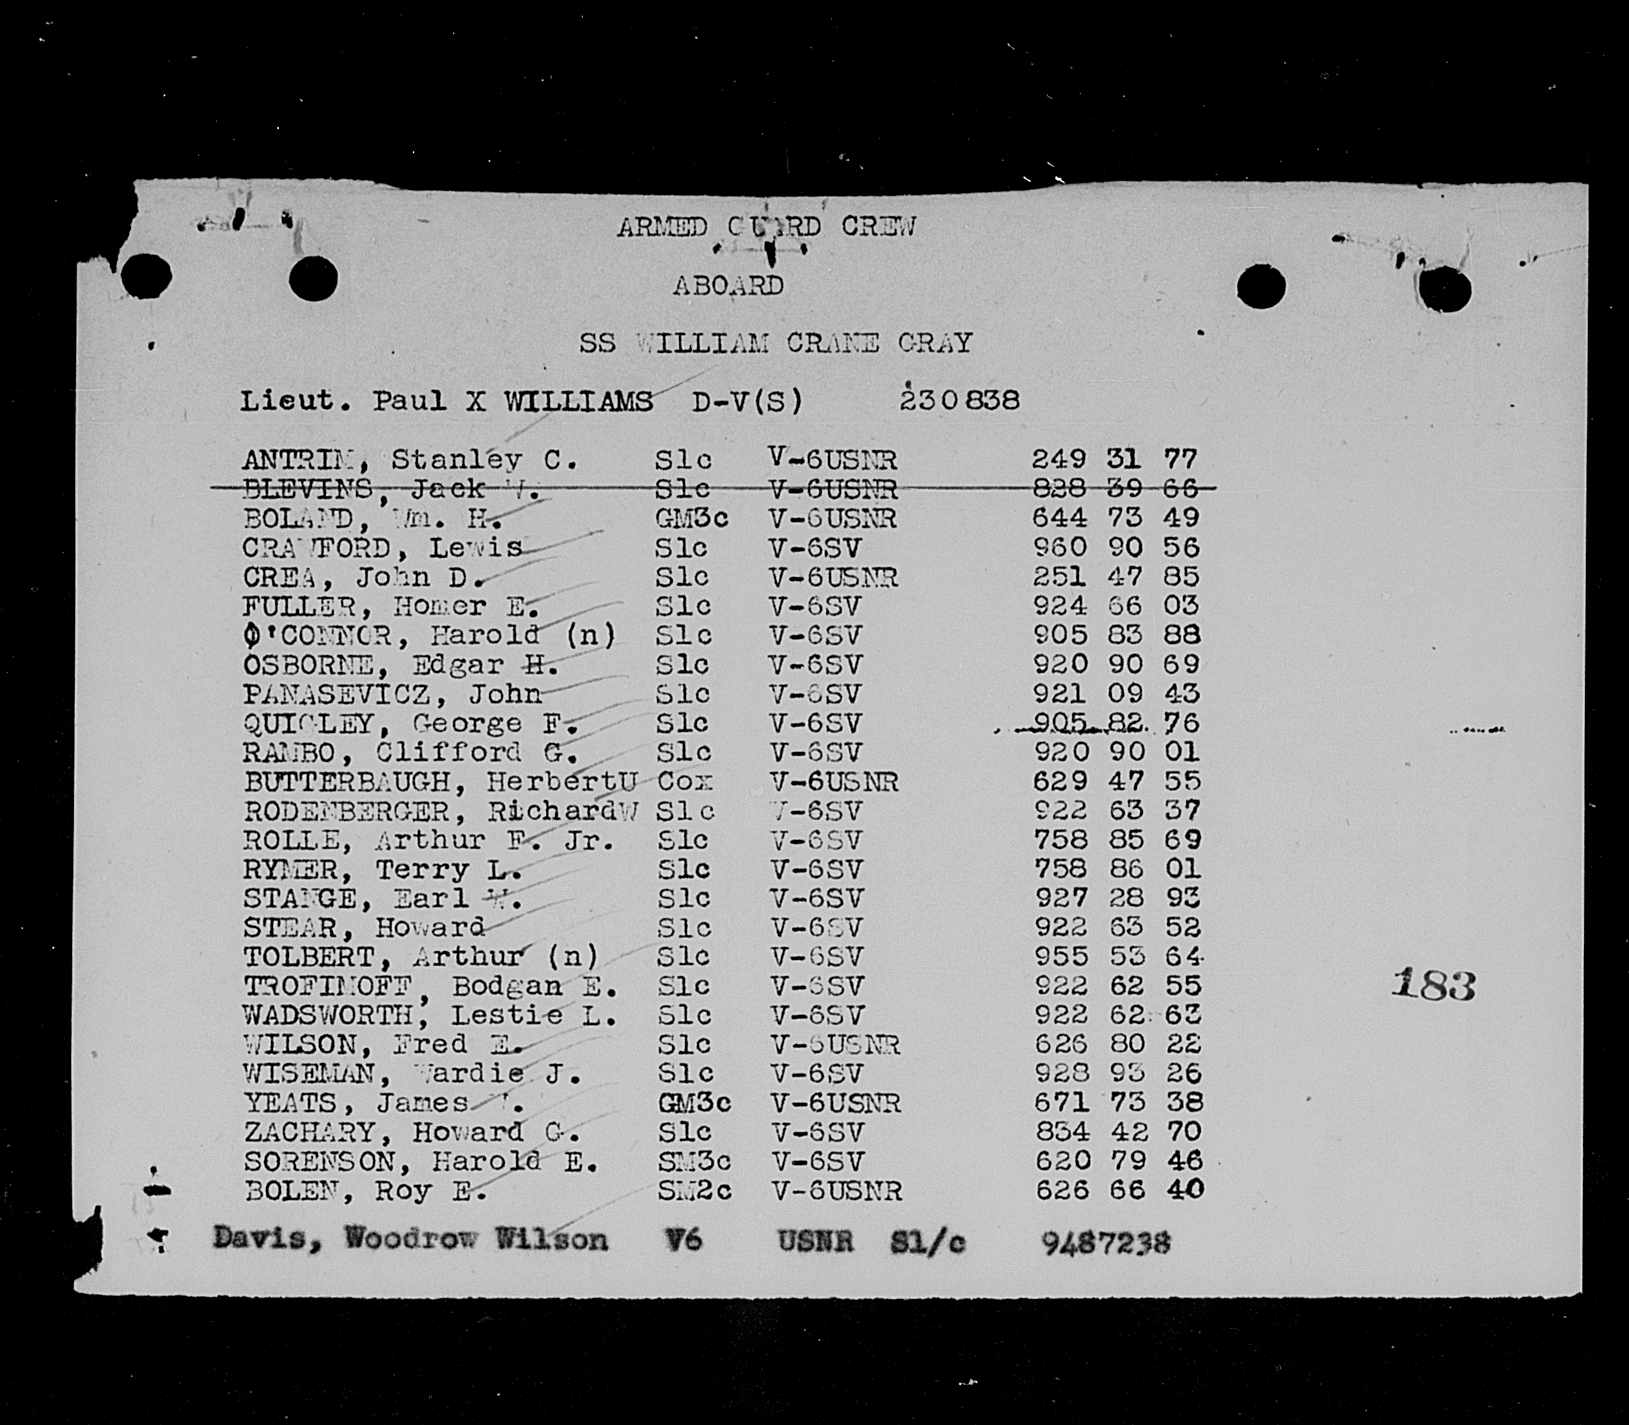 ARMED GUARD CREW
ABOARD
SS WILLIAM CRANE GRAY
Lieut. Paul X WILLIAMS D-V(S) 230838
ANTRIM, Stanley C. S1c V-6USNR 249 31 77
BLEVINS, Jack W. S1c V-6USNR 828 39 66
BOLAND, Wm. H. GM3c V-6USNR 644 73 49
CRAWFORD, Lewis S1c V-6SV 960 90 56
CREA, John D. S1c V-6USNR 251 47 85
FULLER, Homer E. S1c V-6SV 924 66 03
O'CONNOR, Harold (n) S1c V-6SV 905 83 88
OSBORNE, Edgar H. S1c V-6SV 920 90 69
PANASEVICZ, John S1c V-6SV 921 09 43
QUIGLEY, George F. S1c V-6SV 905 82 76
RAMBO, Clifford G. S1c V-6SV 920 90 01
BUTTERBAUGH, HerbertU Cox V-6USNR 629 47 55
RODENBERGER, RichardW S1c V-6SV 922 63 37
ROLLE, Arthur F. Jr. S1c V-6SV 758 85 69
RYMER, Terry L. S1c V-6SV 758 86 01
STANGE, Earl W. S1c V-6SV 927 28 93
STEAR, Howard S1c V-6SV 922 63 52
TOLBERT, Arthur (n) S1c V-6SV 955 53 64
TROFIMOFF, Bodgan E. S1c V-6SV 922 62 55
WADSWORTH, Lestie L. S1c V-6SV 922 62 63
WILSON, Fred E. S1c V-6USNR 626 80 22
WISEMAN, Wardie J. S1c V-6SV 928 93 26
YEATS, James W. GM3c V-6USNR 671 73 38
ZACHARY, Howard G. S1c V-6SV 834 42 70
SORENSON, Harold E. SM3c V-6SV 620 79 46
BOLEN, Roy E. SM2c V-6USNR 626 66 40
Davis, Woodrow Wilson V6 USNR S1/c 9487238
183